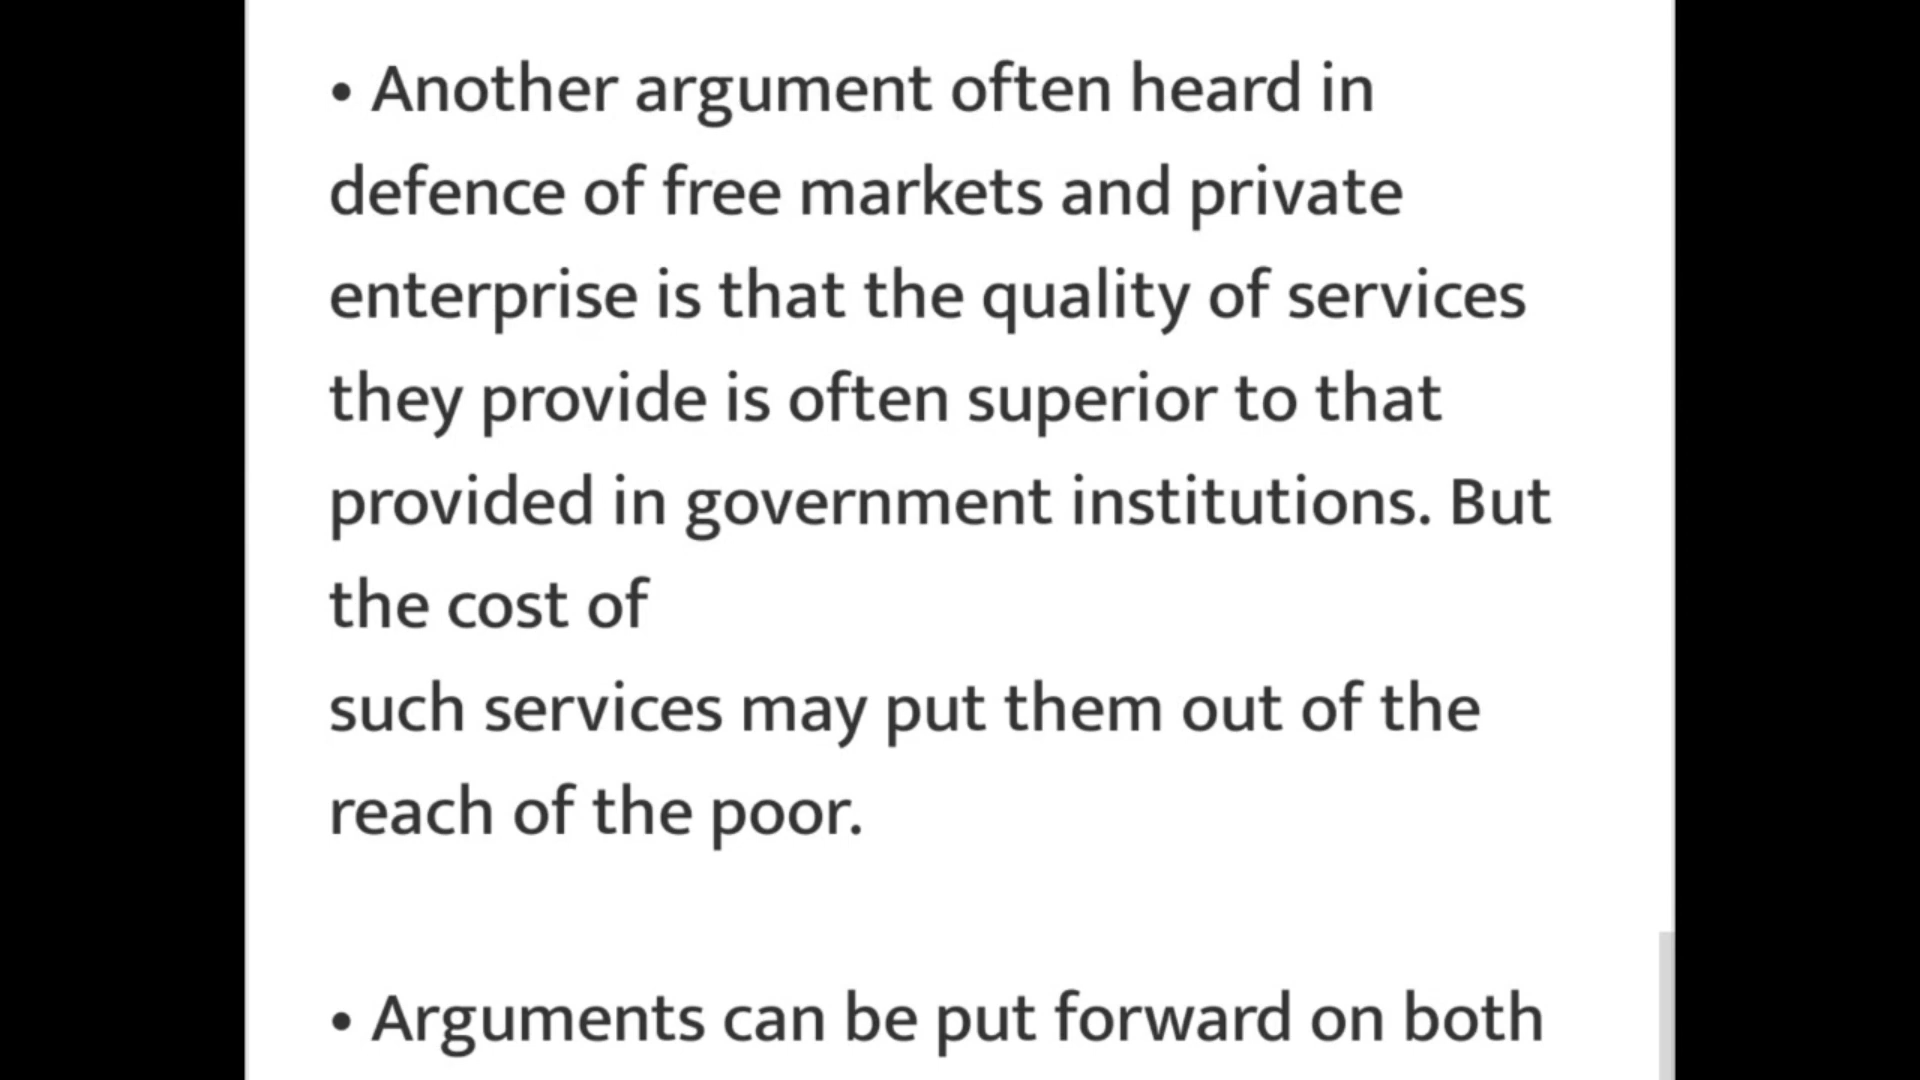 • Another argument often heard in
defence of free markets and private
enterprise is that the quality of services
they provide is often superior to that
provided in government institutions. But
the cost of
such services may put them out of the
reach of the poor.
• Arguments can be put forward on both